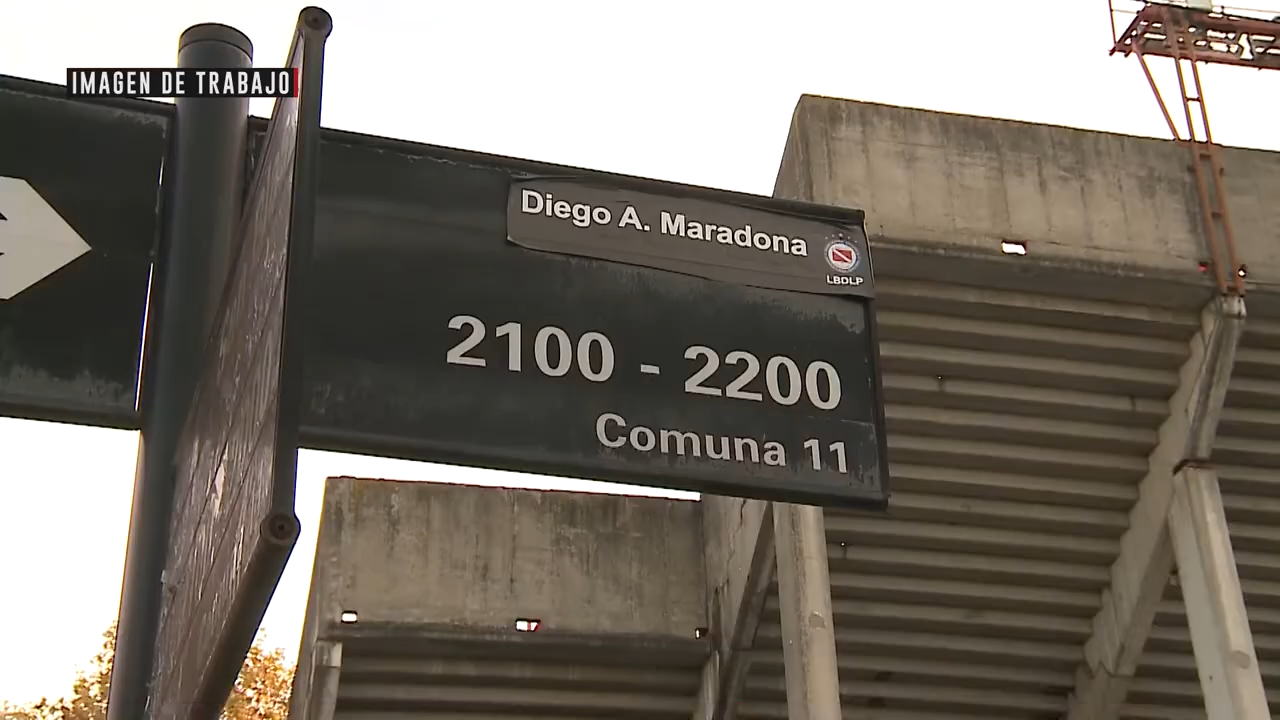 IMAGEN DE TRABAJO
Diego A. Maradona
LBDLP
2100 - 2200
Comuna 11